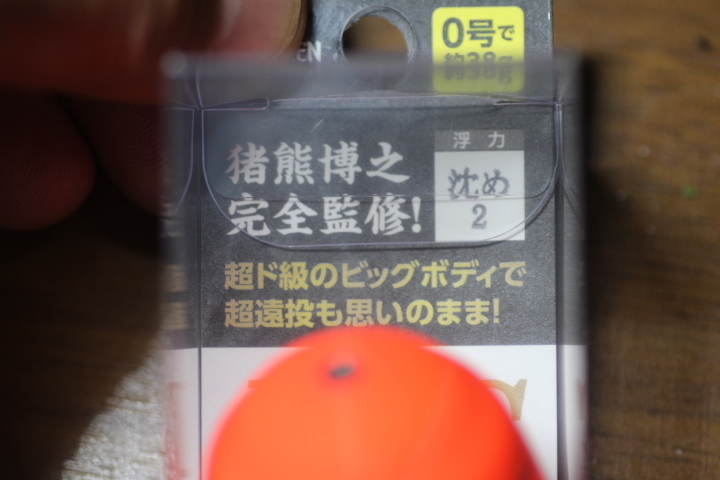 EN
0号で
約38g
浮力
猪熊博之
沈め
完全監修!
2
超ド級のビッグボディで
超遠投も思いのまま!